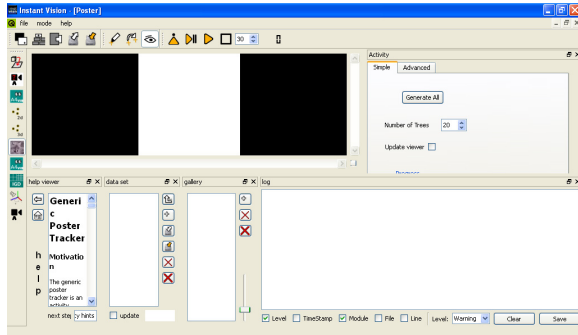 Instant Vision - [Poster]
file mode help
30
Activity
Simple Advanced
Generate All
Number of Trees 20
Update viewer
Progress
help viewer
data set
gallery
log
Generi
c
Poster
Tracker
Motivatio
n
The generic
poster
tracker is an
activity
h
e
l
p
next step
y hints
update
Level TimeStamp Module File Line Level: Warning Clear Save